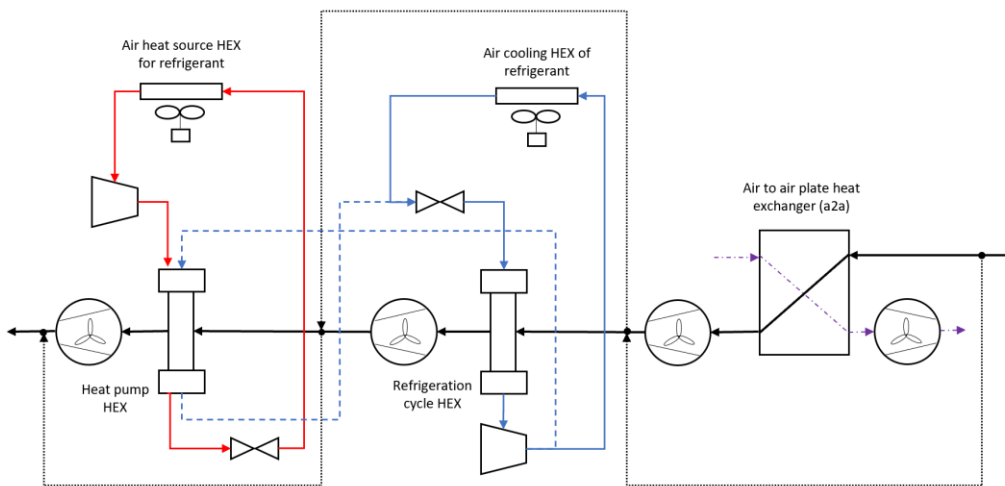 Air heat source HEX
for refrigerant
Air cooling HEX of
refrigerant
Air to air plate heat
exchanger (a2a)
Heat pump
HEX
Refrigeration
cycle HEX